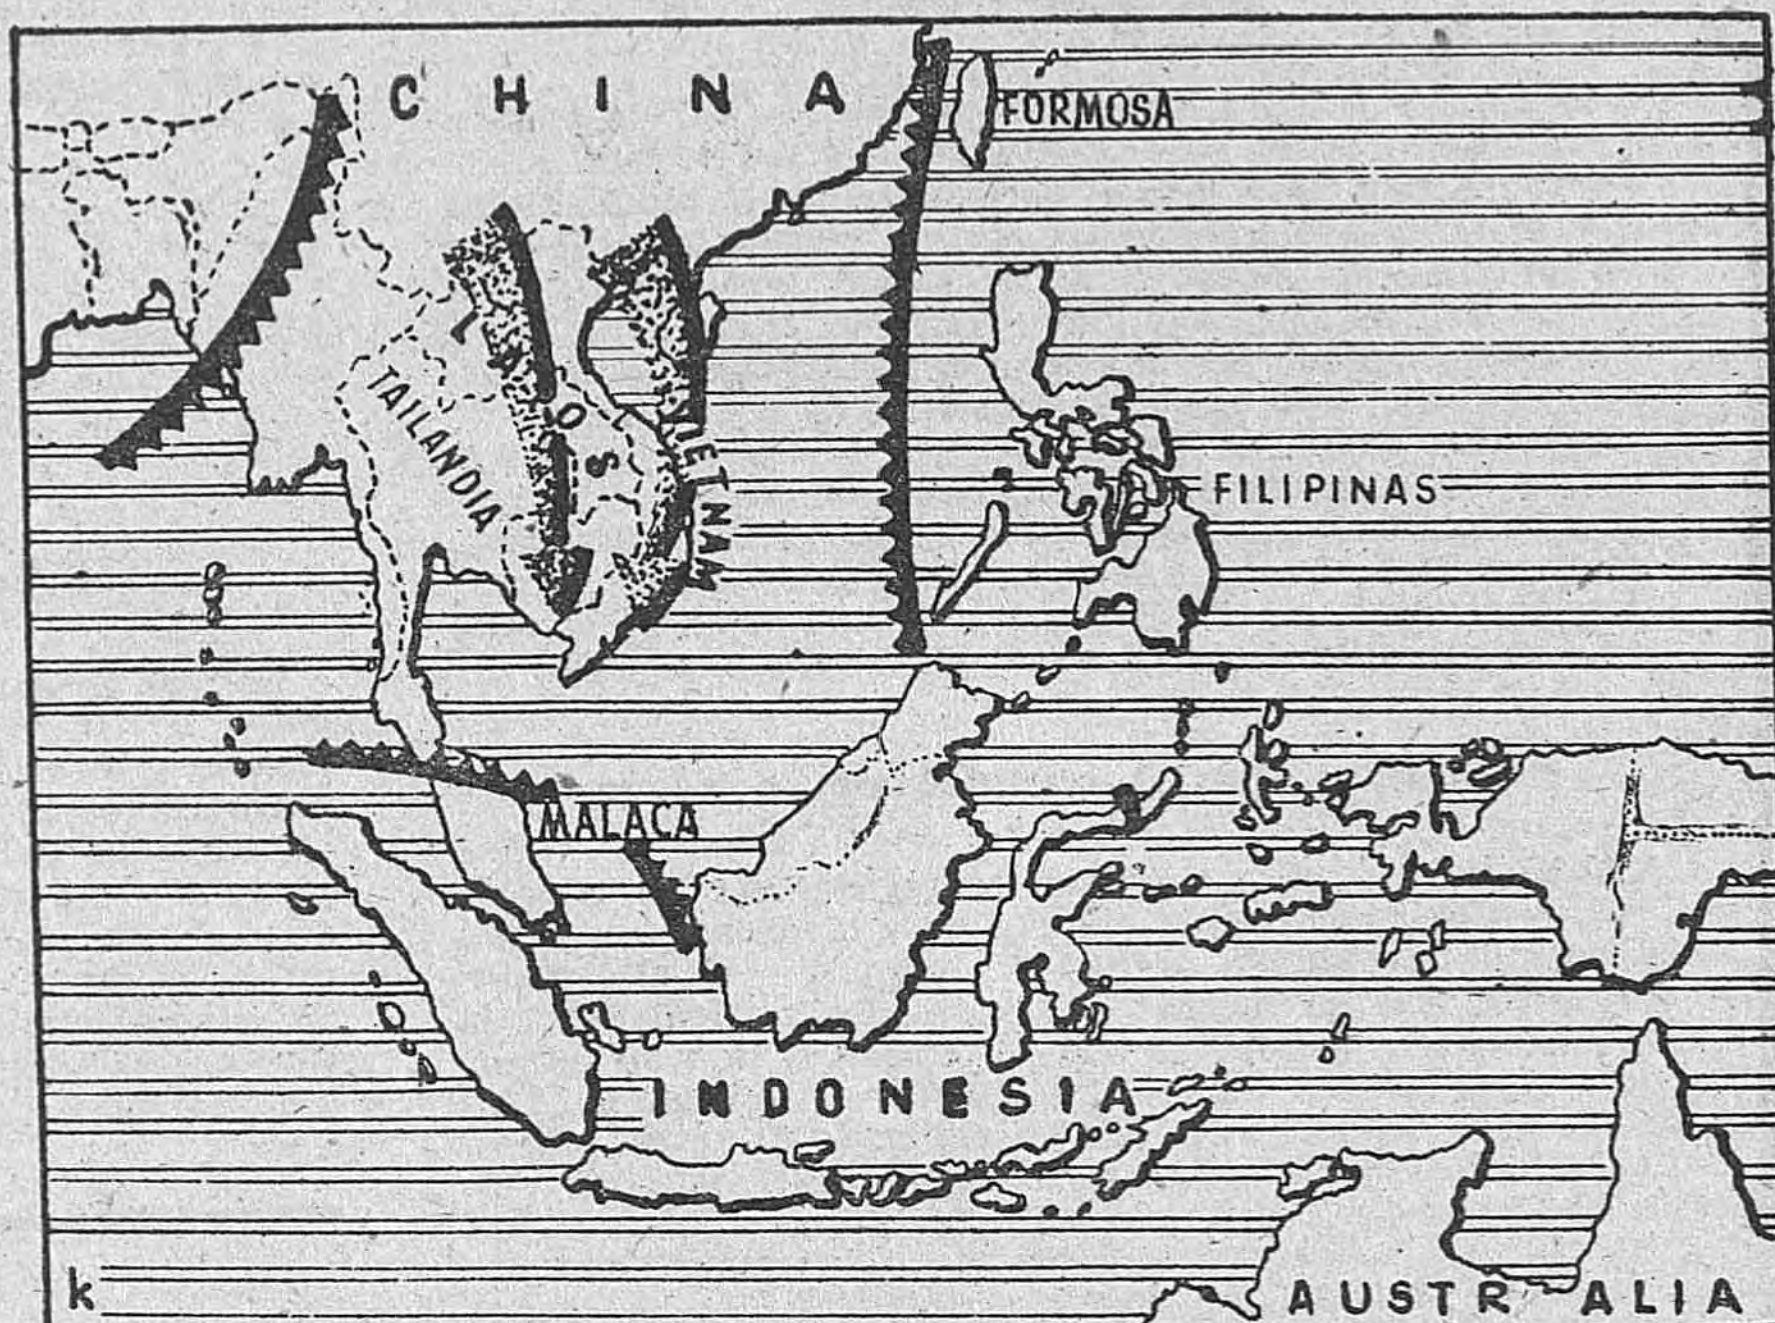 CHINA
FORMOSA
LAOS
TAILANDIA
VIETNAM
FILIPINAS
MALACA
INDONESIA
AUSTRALIA
k